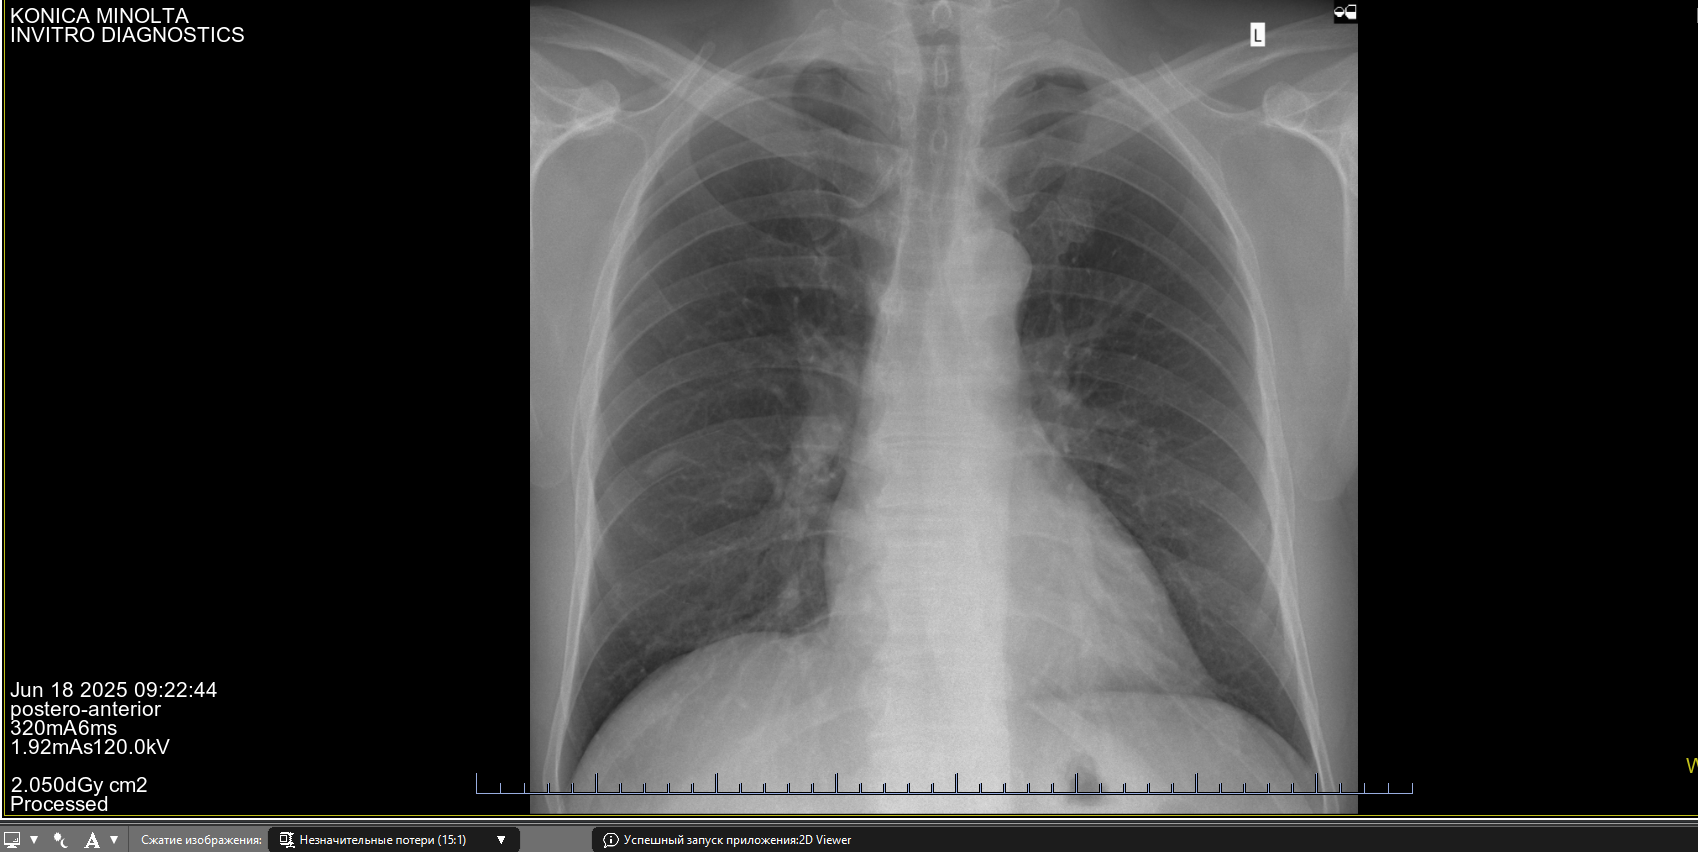 KONICA MINOLTA
INVITRO DIAGNOSTICS
L
Jun 18 2025 09:22:44
postero-anterior
320mA6ms
1.92mAs120.0kV
2.050dGy cm2
Processed
W
Сжатие изображения: Незначительные потери (15:1) Успешный запуск приложения:2D Viewer